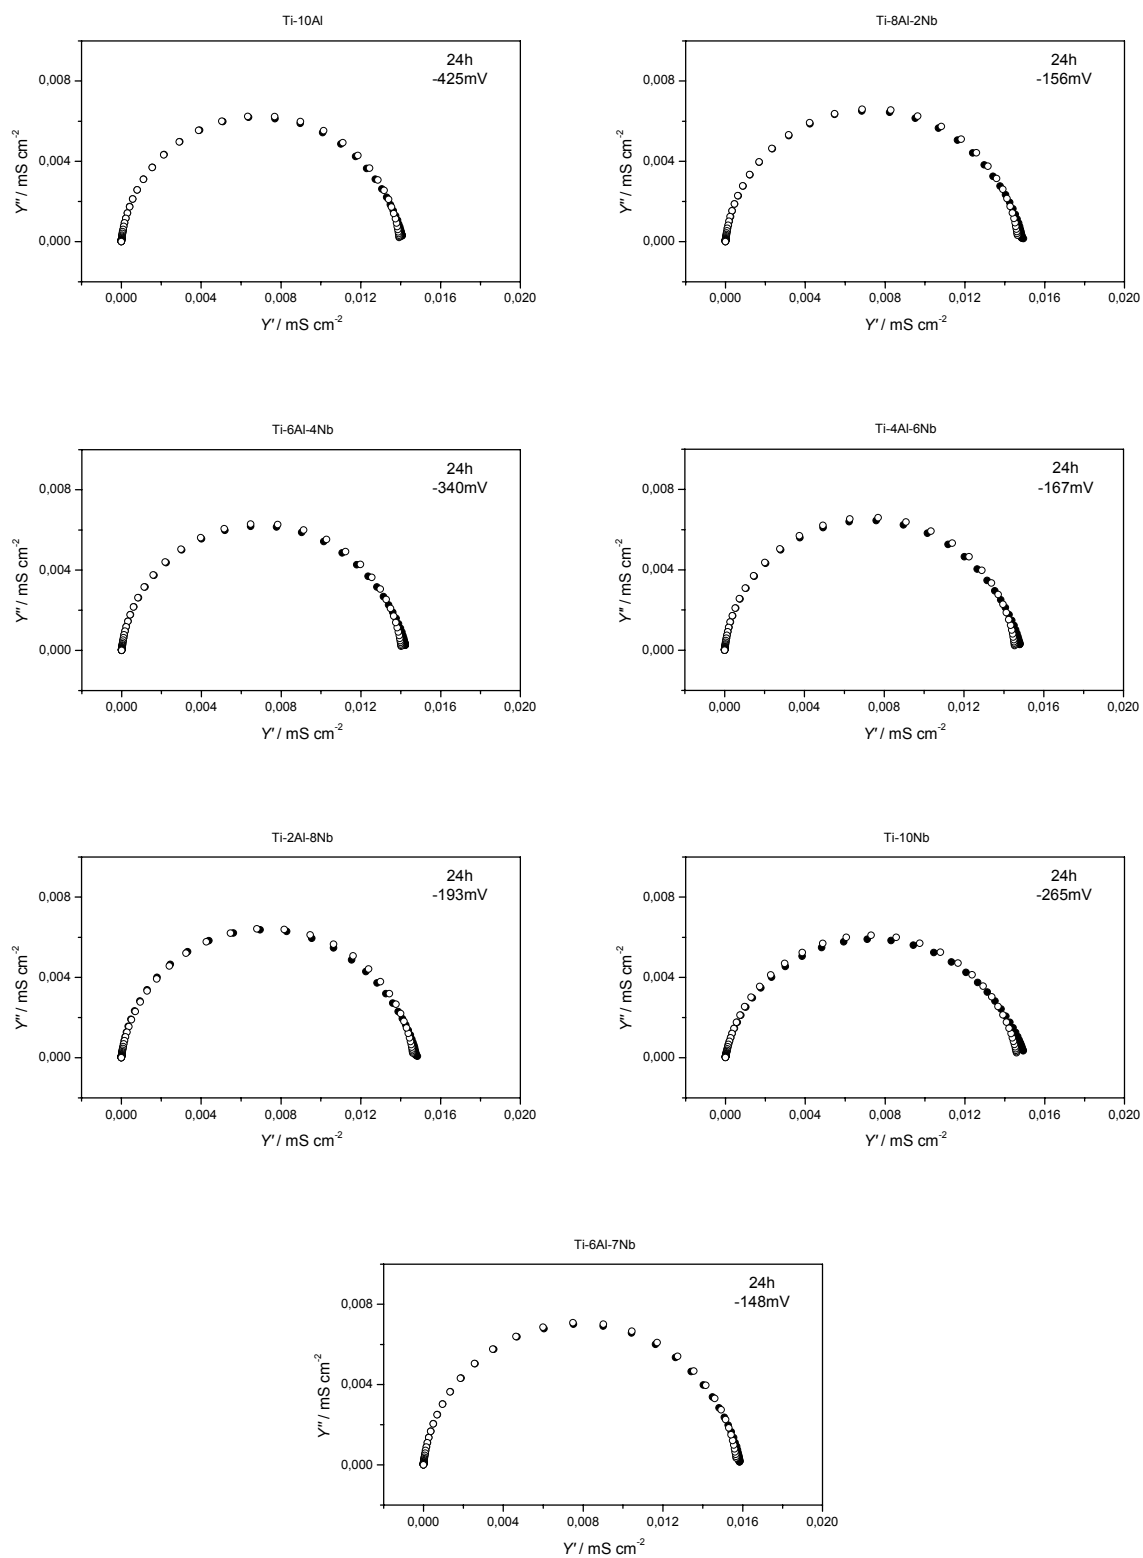 Ti-10Al
24h
-425mV
0,008
0,004
0,000
Y'' / mS cm-2
0,000 0,004 0,008 0,012 0,016 0,020
Y' / mS cm-2
Ti-8Al-2Nb
24h
-156mV
0,008
0,004
0,000
Y'' / mS cm-2
0,000 0,004 0,008 0,012 0,016 0,020
Y' / mS cm-2
Ti-6Al-4Nb
24h
-340mV
0,008
0,004
0,000
Y'' / mS cm-2
0,000 0,004 0,008 0,012 0,016 0,020
Y' / mS cm-2
Ti-4Al-6Nb
24h
-167mV
0,008
0,004
0,000
Y'' / mS cm-2
0,000 0,004 0,008 0,012 0,016 0,020
Y' / mS cm-2
Ti-2Al-8Nb
24h
-193mV
0,008
0,004
0,000
Y'' / mS cm-2
0,000 0,004 0,008 0,012 0,016 0,020
Y' / mS cm-2
Ti-10Nb
24h
-265mV
0,008
0,004
0,000
Y'' / mS cm-2
0,000 0,004 0,008 0,012 0,016 0,020
Y' / mS cm-2
Ti-6Al-7Nb
24h
-148mV
0,008
0,004
0,000
Y'' / mS cm-2
0,000 0,004 0,008 0,012 0,016 0,020
Y' / mS cm-2